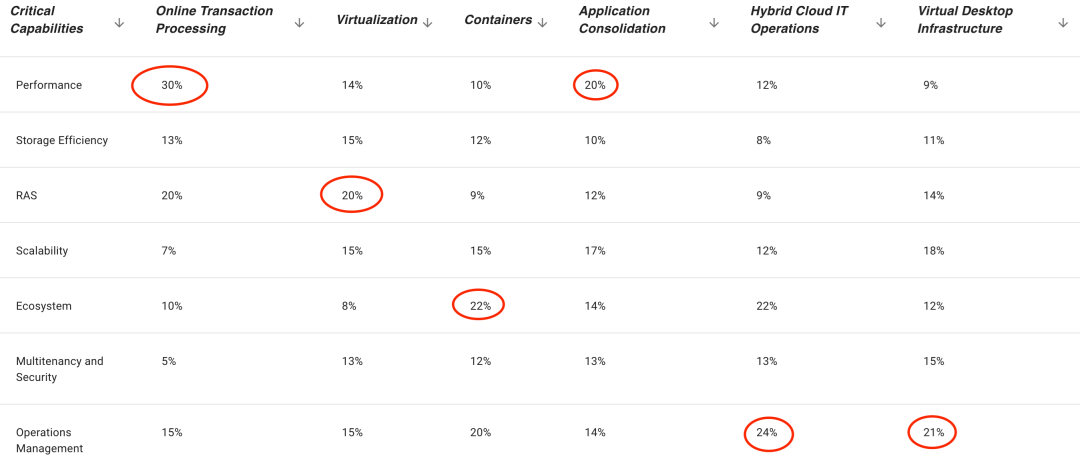 Critical Capabilities Online Transaction Processing Virtualization Containers Application Consolidation Hybrid Cloud IT Operations Virtual Desktop Infrastructure
Performance 30% 14% 10% 20% 12% 9%
Storage Efficiency 13% 15% 12% 10% 8% 11%
RAS 20% 20% 9% 12% 9% 14%
Scalability 7% 15% 15% 17% 12% 18%
Ecosystem 10% 8% 22% 14% 22% 12%
Multitenancy and Security 5% 13% 12% 13% 13% 15%
Operations Management 15% 15% 20% 14% 24% 21%